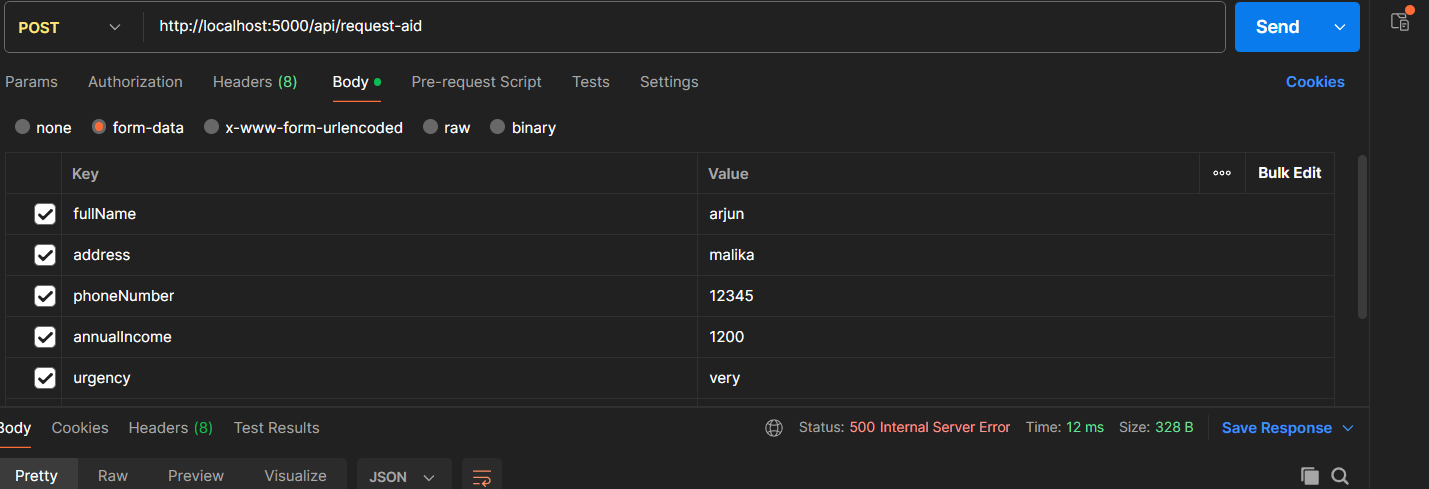 POST http://localhost:5000/api/request-aid Send
Params Authorization Headers (8) Body Pre-request Script Tests Settings Cookies
none form-data x-www-form-urlencoded raw binary
Key Value Bulk Edit
fullName arjun
address malika
phoneNumber 12345
annualIncome 1200
urgency very
Body Cookies Headers (8) Test Results Status: 500 Internal Server Error Time: 12 ms Size: 328 B Save Response
Pretty Raw Preview Visualize JSON